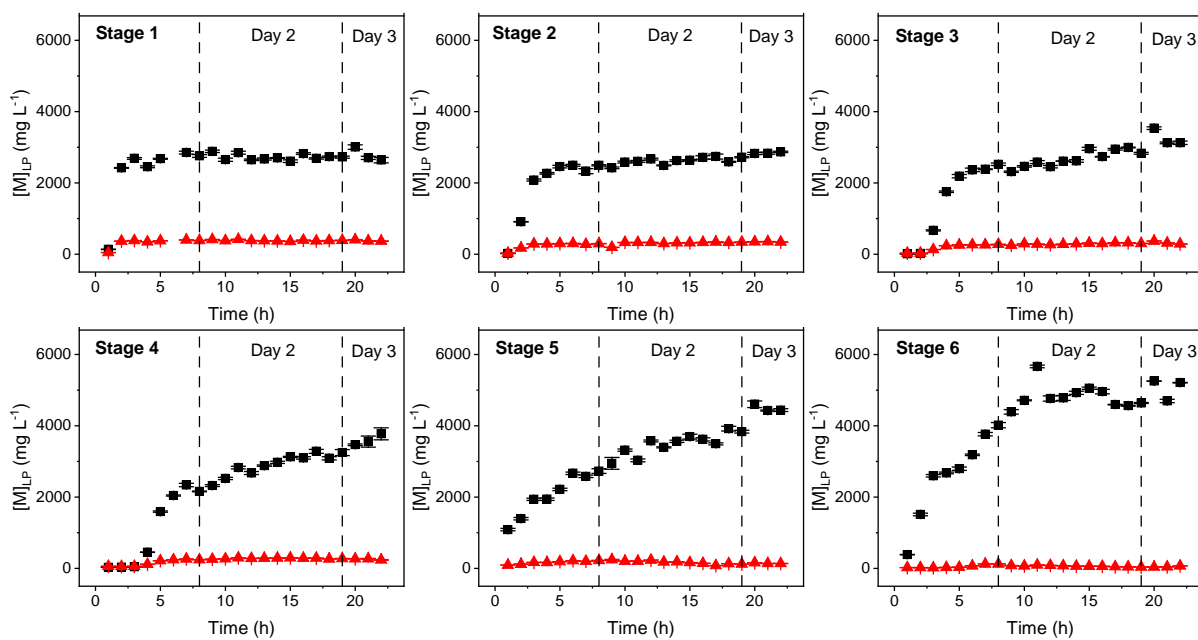 Stage 1 Day 2 Day 3
[M]LP (mg L-1)
6000
4000
2000
0
0 5 10 15 20
Time (h)
Stage 2 Day 2 Day 3
[M]LP (mg L-1)
6000
4000
2000
0
0 5 10 15 20
Time (h)
Stage 3 Day 2 Day 3
[M]LP (mg L-1)
6000
4000
2000
0
0 5 10 15 20
Time (h)
Stage 4 Day 2 Day 3
[M]LP (mg L-1)
6000
4000
2000
0
0 5 10 15 20
Time (h)
Stage 5 Day 2 Day 3
[M]LP (mg L-1)
6000
4000
2000
0
0 5 10 15 20
Time (h)
Stage 6 Day 2 Day 3
[M]LP (mg L-1)
6000
4000
2000
0
0 5 10 15 20
Time (h)